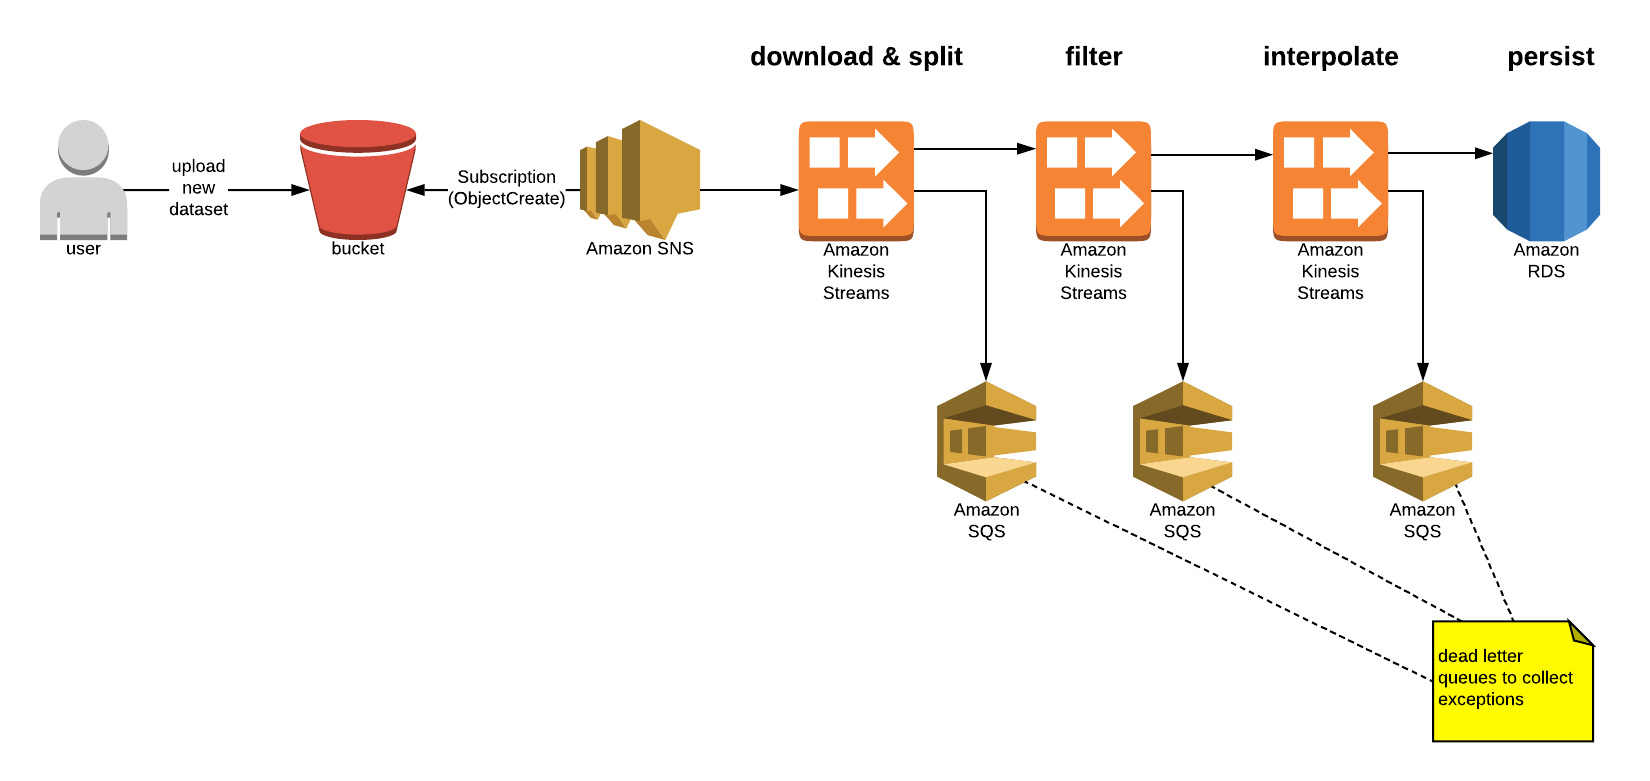 download & split
filter
interpolate
persist
upload
new
dataset
Subscription
(ObjectCreate)
user
bucket
Amazon SNS
Amazon
Kinesis
Streams
Amazon
Kinesis
Streams
Amazon
Kinesis
Streams
Amazon
RDS
Amazon
SQS
Amazon
SQS
Amazon
SQS
dead letter
queues to collect
exceptions